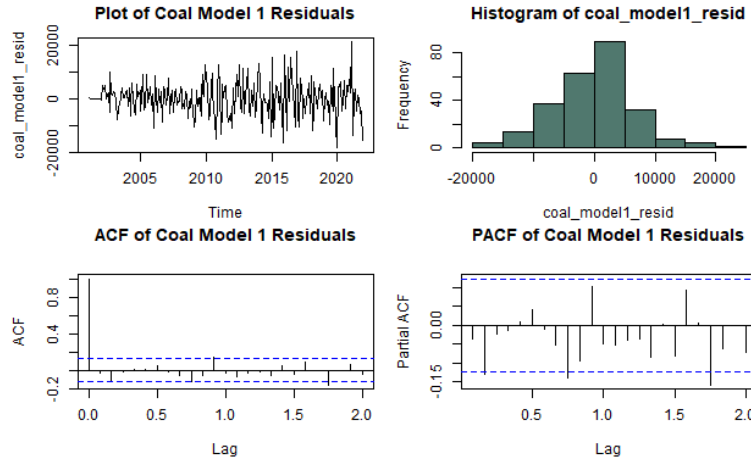 Plot of Coal Model 1 Residuals
coal_model1_resid
-20000
0
20000
2005
2010
2015
2020
Time
Histogram of coal_model1_resid
Frequency
0
40
80
-20000
0
10000
coal_model1_resid
ACF of Coal Model 1 Residuals
ACF
-0.2
0.4
0.8
0.0
0.5
1.0
1.5
2.0
Lag
PACF of Coal Model 1 Residuals
Partial ACF
-0.15
0.00
0.5
1.0
1.5
2.0
Lag